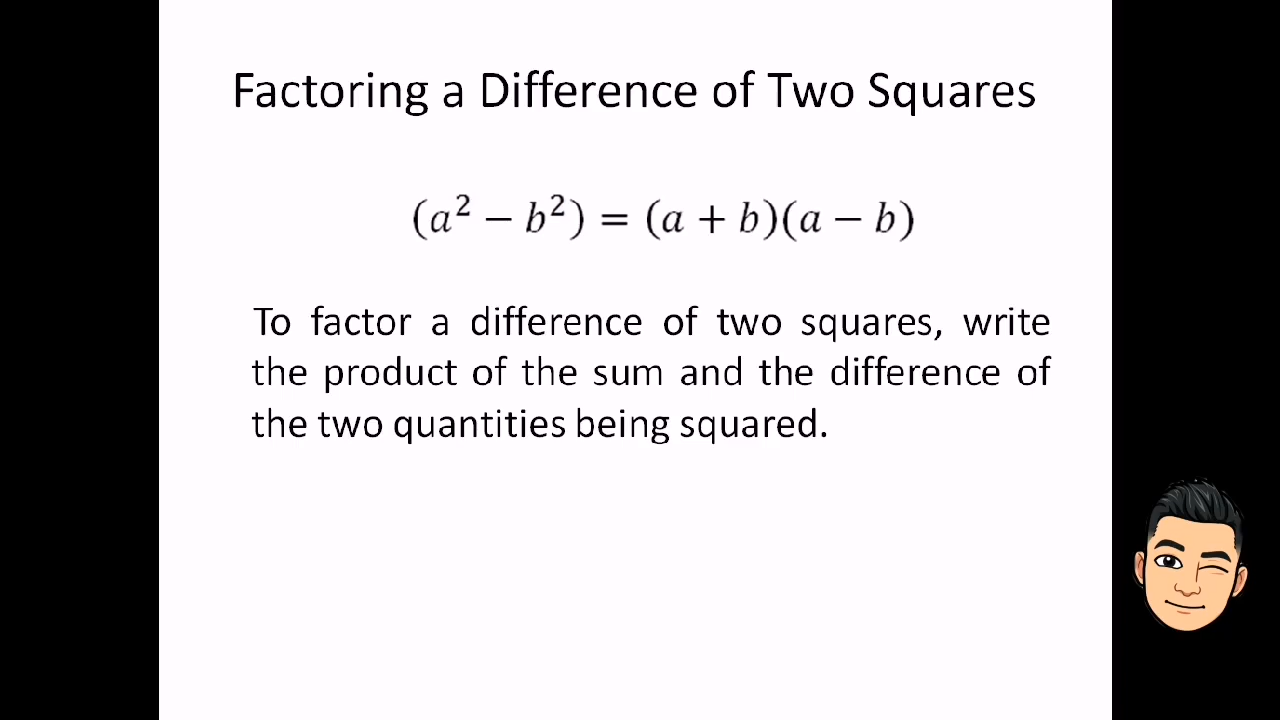 Factoring a Difference of Two Squares
(a² − b²) = (a + b)(a − b)
To factor a difference of two squares, write
the product of the sum and the difference of
the two quantities being squared.